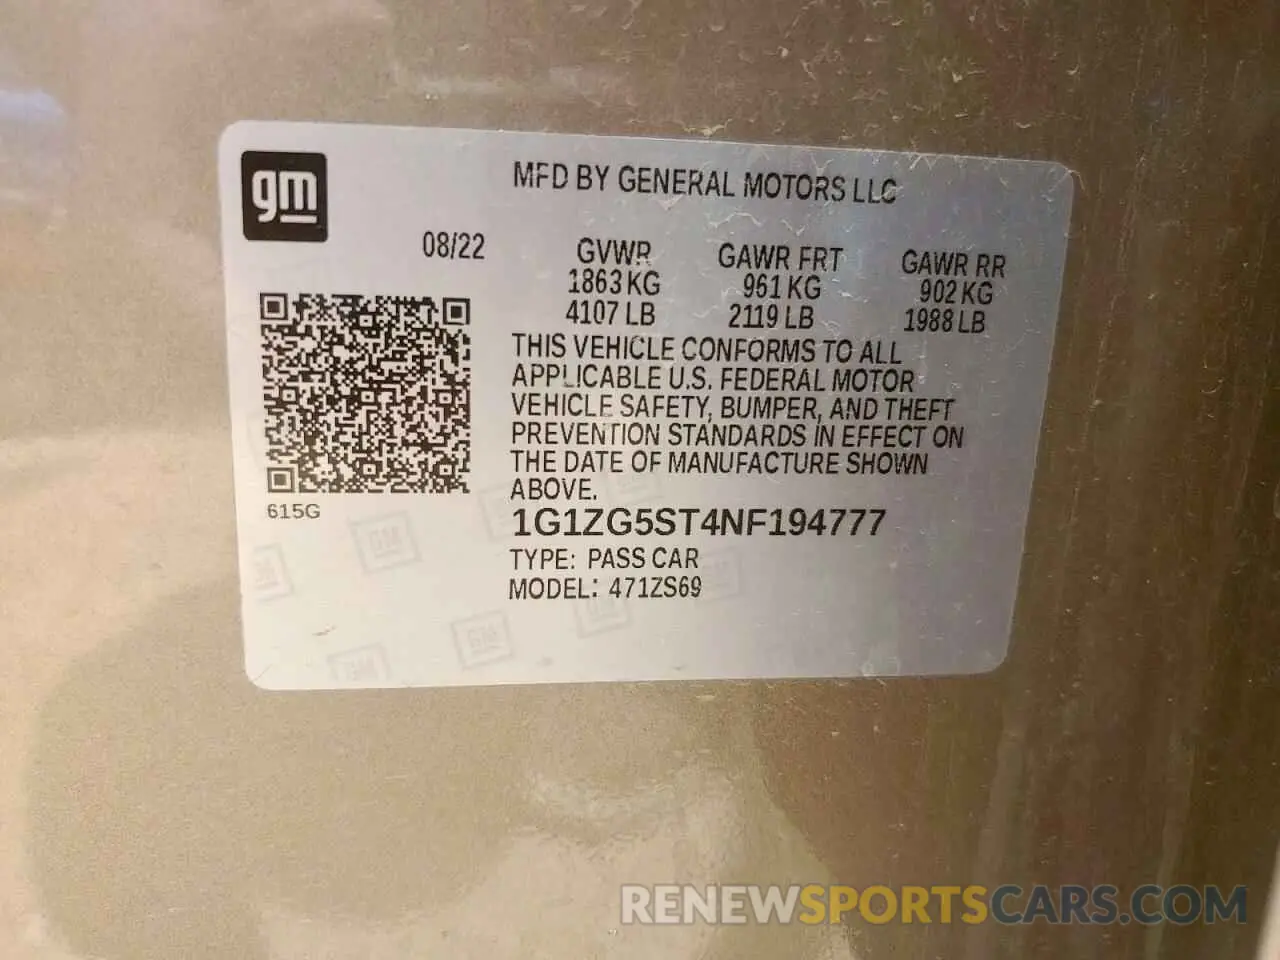 gm
MFD BY GENERAL MOTORS LLC
08/22 GVWR GAWR FRT GAWR RR
1863 KG 961 KG 902 KG
4107 LB 2119 LB 1988 LB
THIS VEHICLE CONFORMS TO ALL
APPLICABLE U.S. FEDERAL MOTOR
VEHICLE SAFETY, BUMPER, AND THEFT
PREVENTION STANDARDS IN EFFECT ON
THE DATE OF MANUFACTURE SHOWN
ABOVE.
615G
1G1ZG5ST4NF194777
TYPE: PASS CAR
MODEL: 471ZS69
RENEWSPORTSCARS.COM